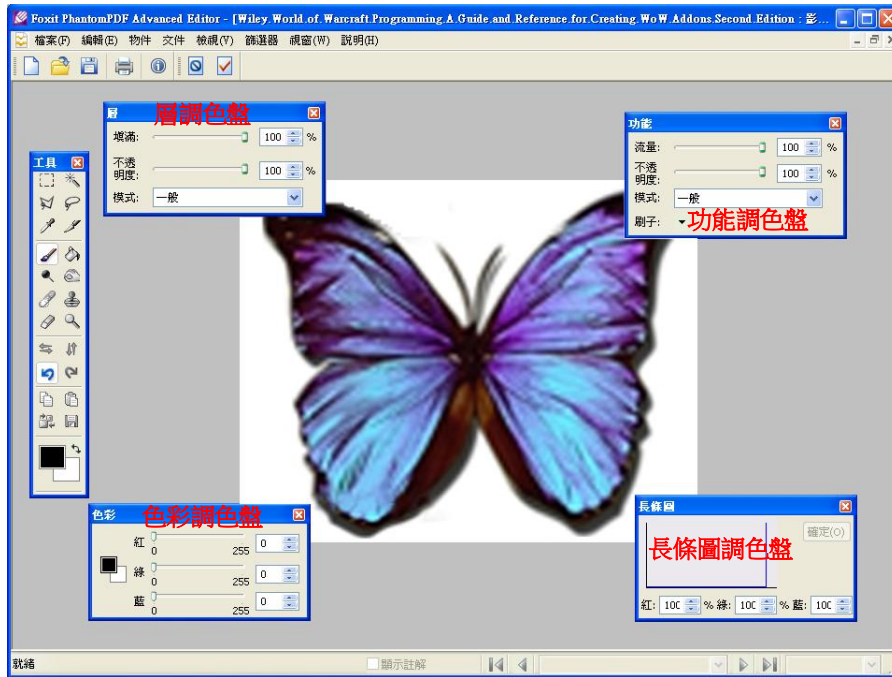 Foxit PhantomPDF Advanced Editor - [Wiley.World.of.Warcraft.Programming.A.Guide.and.Reference.for.Creating.WoW.Addons.Second.Edition : 影...
檔案(F) 編輯(E) 物件 文件 檢視(V) 篩選器 視窗(W) 說明(H)
層 層調色盤
填滿: 100 %
不透明度: 100 %
模式: 一般
功能
流量: 100 %
不透明度: 100 %
模式: 一般
刷子: 功能調色盤
工具
色彩 色彩調色盤
紅 0 255 0
綠 0 255 0
藍 0 255 0
長條圖
長條圖調色盤 確定(O)
紅: 100 % 綠: 100 % 藍: 100
就緒 顯示註解